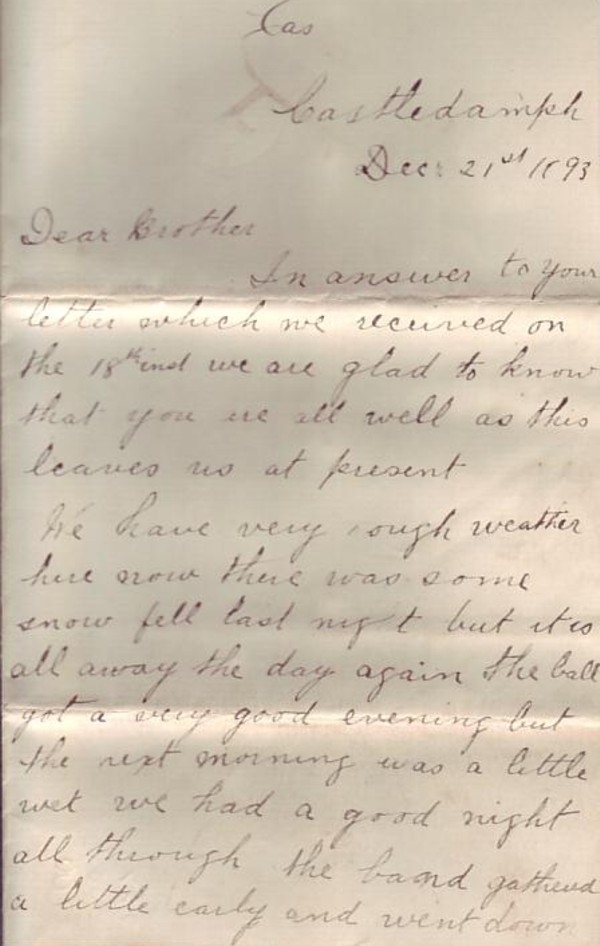 Cas
Castledamph
Decr 21st 1893
Dear Brother
In answer to your
letter which we received on
the 18th inst we are glad to know
that you are all well as this
leaves us at present
We have very rough weather
here now there was some
snow fell last night but it is
all away the day again the ball
got a very good evening but
the next morning was a little
wet we had a good night
all through the band gathered
a little early and went down